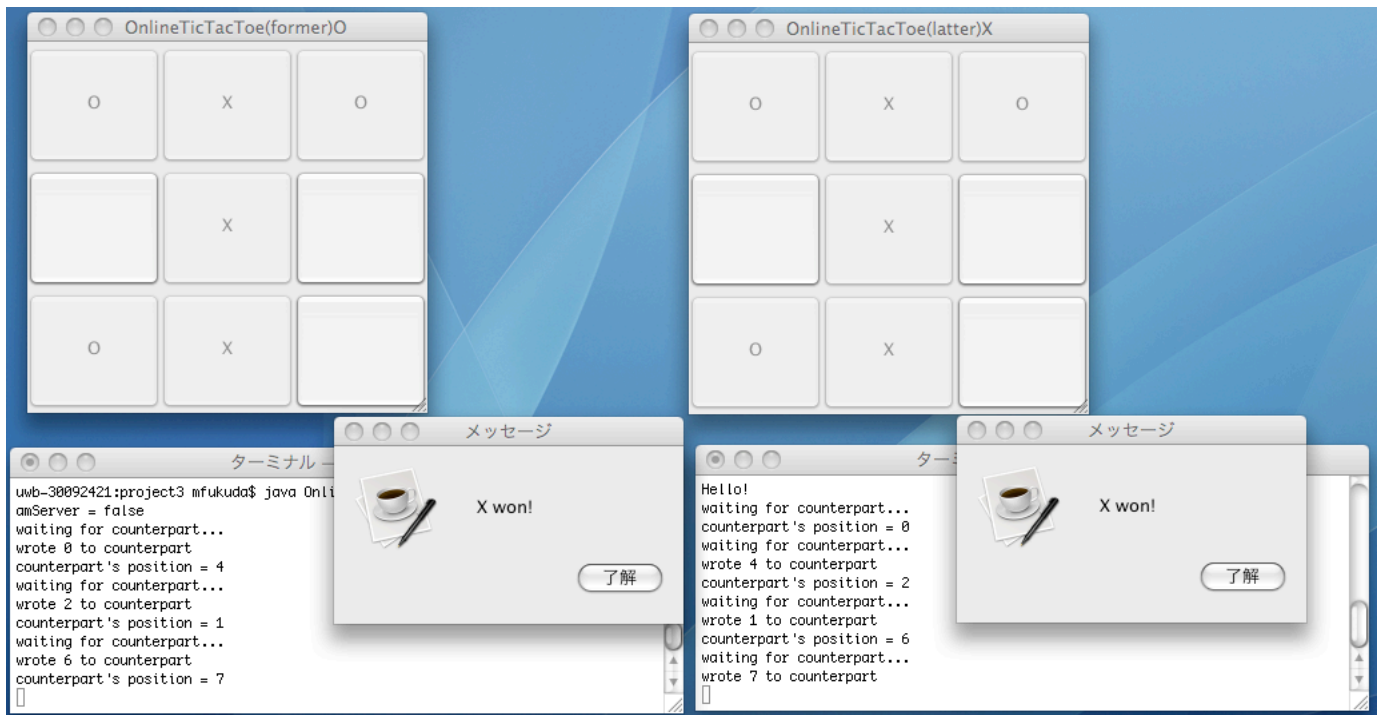 OnlineTicTacToe(former)O
O X O
X
O X
OnlineTicTacToe(latter)X
O X O
X
O X
ターミナル —
uwb-30092421:project3 mfukuda$ java Onli
amServer = false
waiting for counterpart...
wrote 0 to counterpart
counterpart's position = 4
waiting for counterpart...
wrote 2 to counterpart
counterpart's position = 1
waiting for counterpart...
wrote 6 to counterpart
counterpart's position = 7
メッセージ
X won!
了解
ターミ
Hello!
waiting for counterpart...
counterpart's position = 0
waiting for counterpart...
wrote 4 to counterpart
counterpart's position = 2
waiting for counterpart...
wrote 1 to counterpart
counterpart's position = 6
waiting for counterpart...
wrote 7 to counterpart
メッセージ
X won!
了解